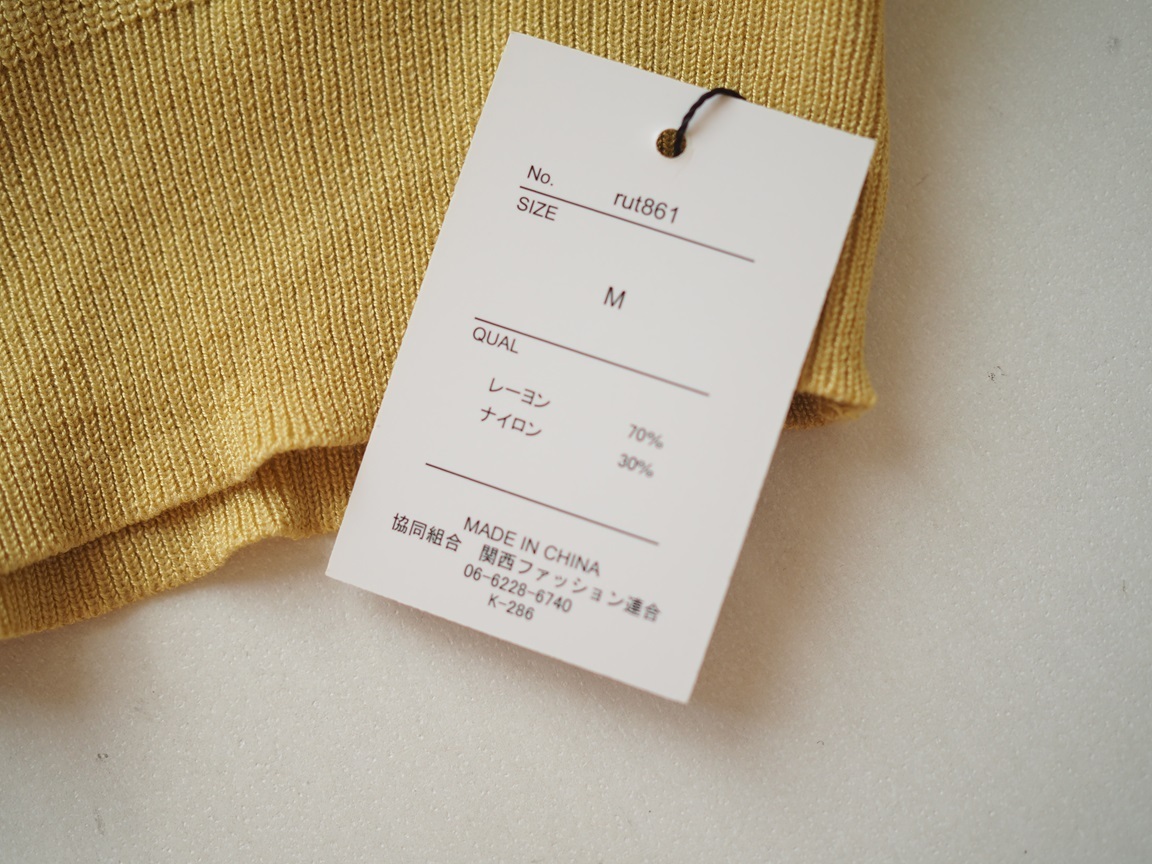 No. rut861
SIZE
M
QUAL
レーヨン 70%
ナイロン 30%
MADE IN CHINA
協同組合 関西ファッション連合
06-6228-6740
K-286